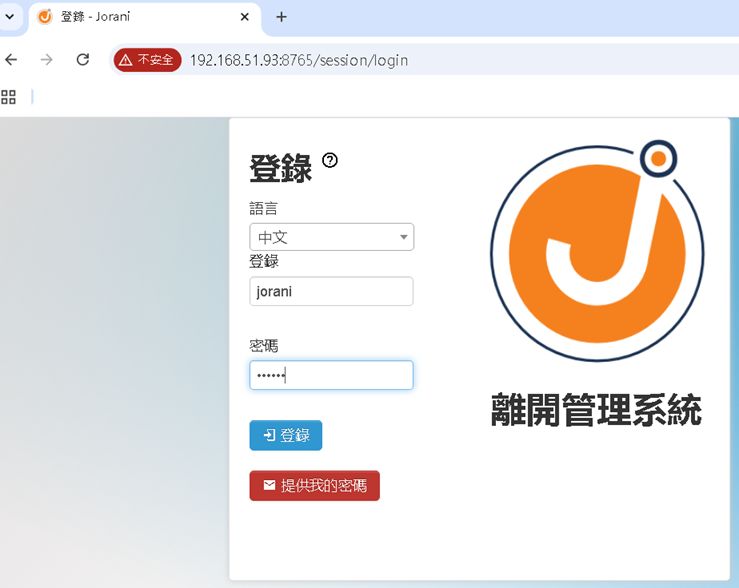 登錄 - Jorani
不安全
192.168.51.93:8765/session/login
登錄
語言
中文
登錄
jorani
密碼
••••••
登錄
提供我的密碼
離開管理系統